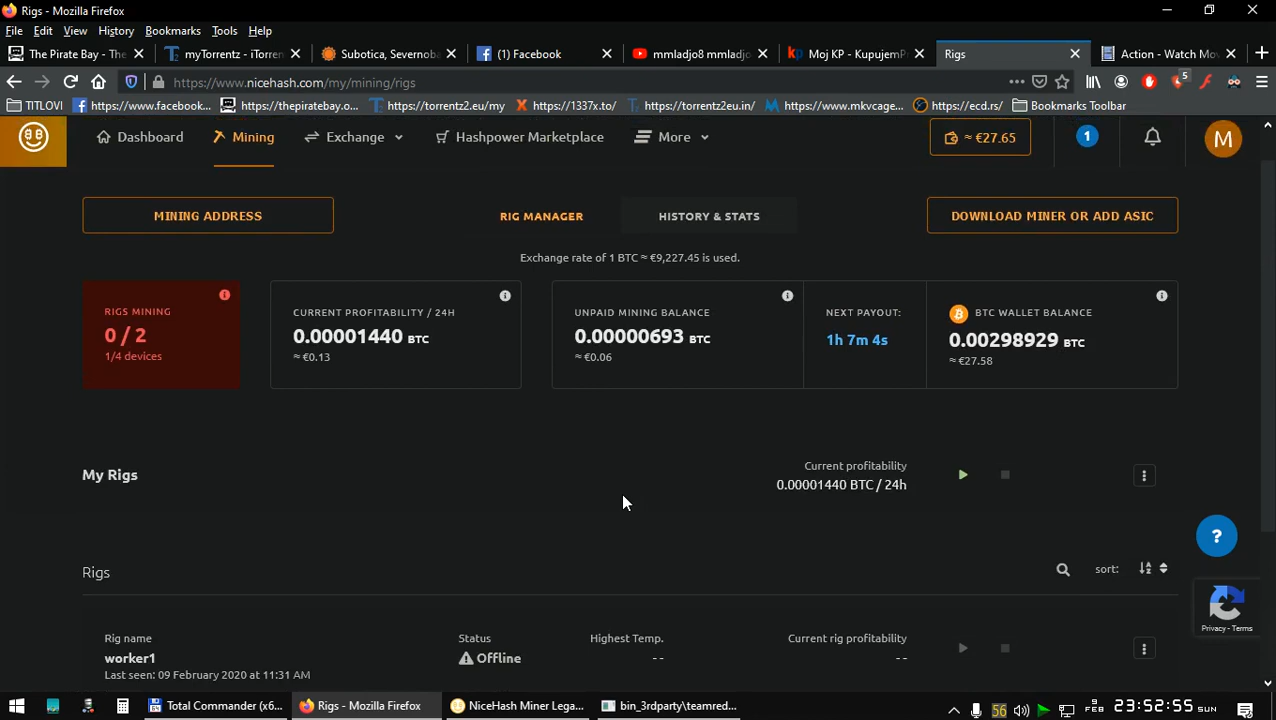 Rigs - Mozilla Firefox
File Edit View History Bookmarks Tools Help
The Pirate Bay - The
myTorrentz - iTorren
Subotica, Severnoba
(1) Facebook
mmladjo8 mmladjo
Moj KP - KupujemPr
Rigs
Action - Watch Mov
https://www.nicehash.com/my/mining/rigs
5
TITLOVI https://www.facebook... https://thepiratebay.o... https://torrentz2.eu/my https://1337x.to/ https://torrentz2eu.in/ https://www.mkvcage... https://ecd.rs/ Bookmarks Toolbar
Dashboard Mining Exchange Hashpower Marketplace More ≈ €27.65 1 M
MINING ADDRESS RIG MANAGER HISTORY & STATS DOWNLOAD MINER OR ADD ASIC
Exchange rate of 1 BTC ≈ €9,227.45 is used.
RIGS MINING
0 / 2
1/4 devices
CURRENT PROFITABILITY / 24H
0.00001440 BTC
≈ €0.13
UNPAID MINING BALANCE
0.00000693 BTC
≈ €0.06
NEXT PAYOUT:
1h 7m 4s
BTC WALLET BALANCE
0.00298929 BTC
≈ €27.58
My Rigs
Current profitability
0.00001440 BTC / 24h
?
Rigs
sort:
Privacy - Terms
Rig name Status Highest Temp. Current rig profitability
worker1 Offline -- --
Last seen: 09 February 2020 at 11:31 AM
Total Commander (x6... Rigs - Mozilla Firefox NiceHash Miner Lega... bin_3rdparty\teamred...
56
9
FEB
23:52:55 SUN